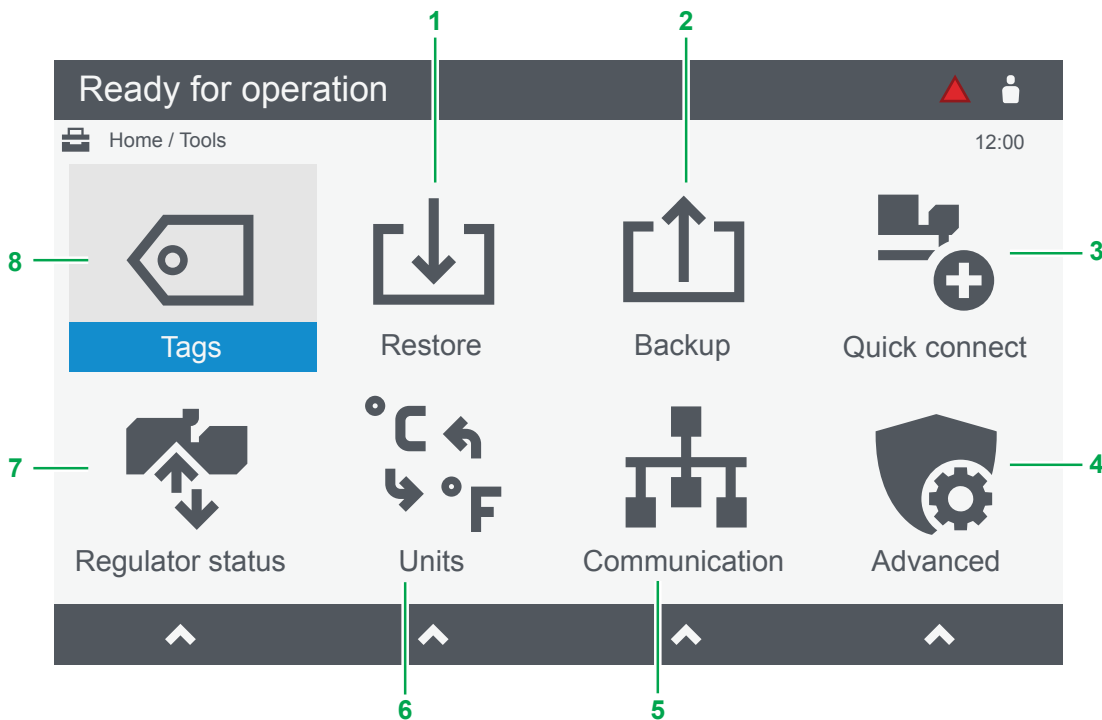 1 2
Ready for operation
Home / Tools 12:00
8 3
Tags Restore Backup Quick connect
°C
7 4
°F
Regulator status Units Communication Advanced
6 5